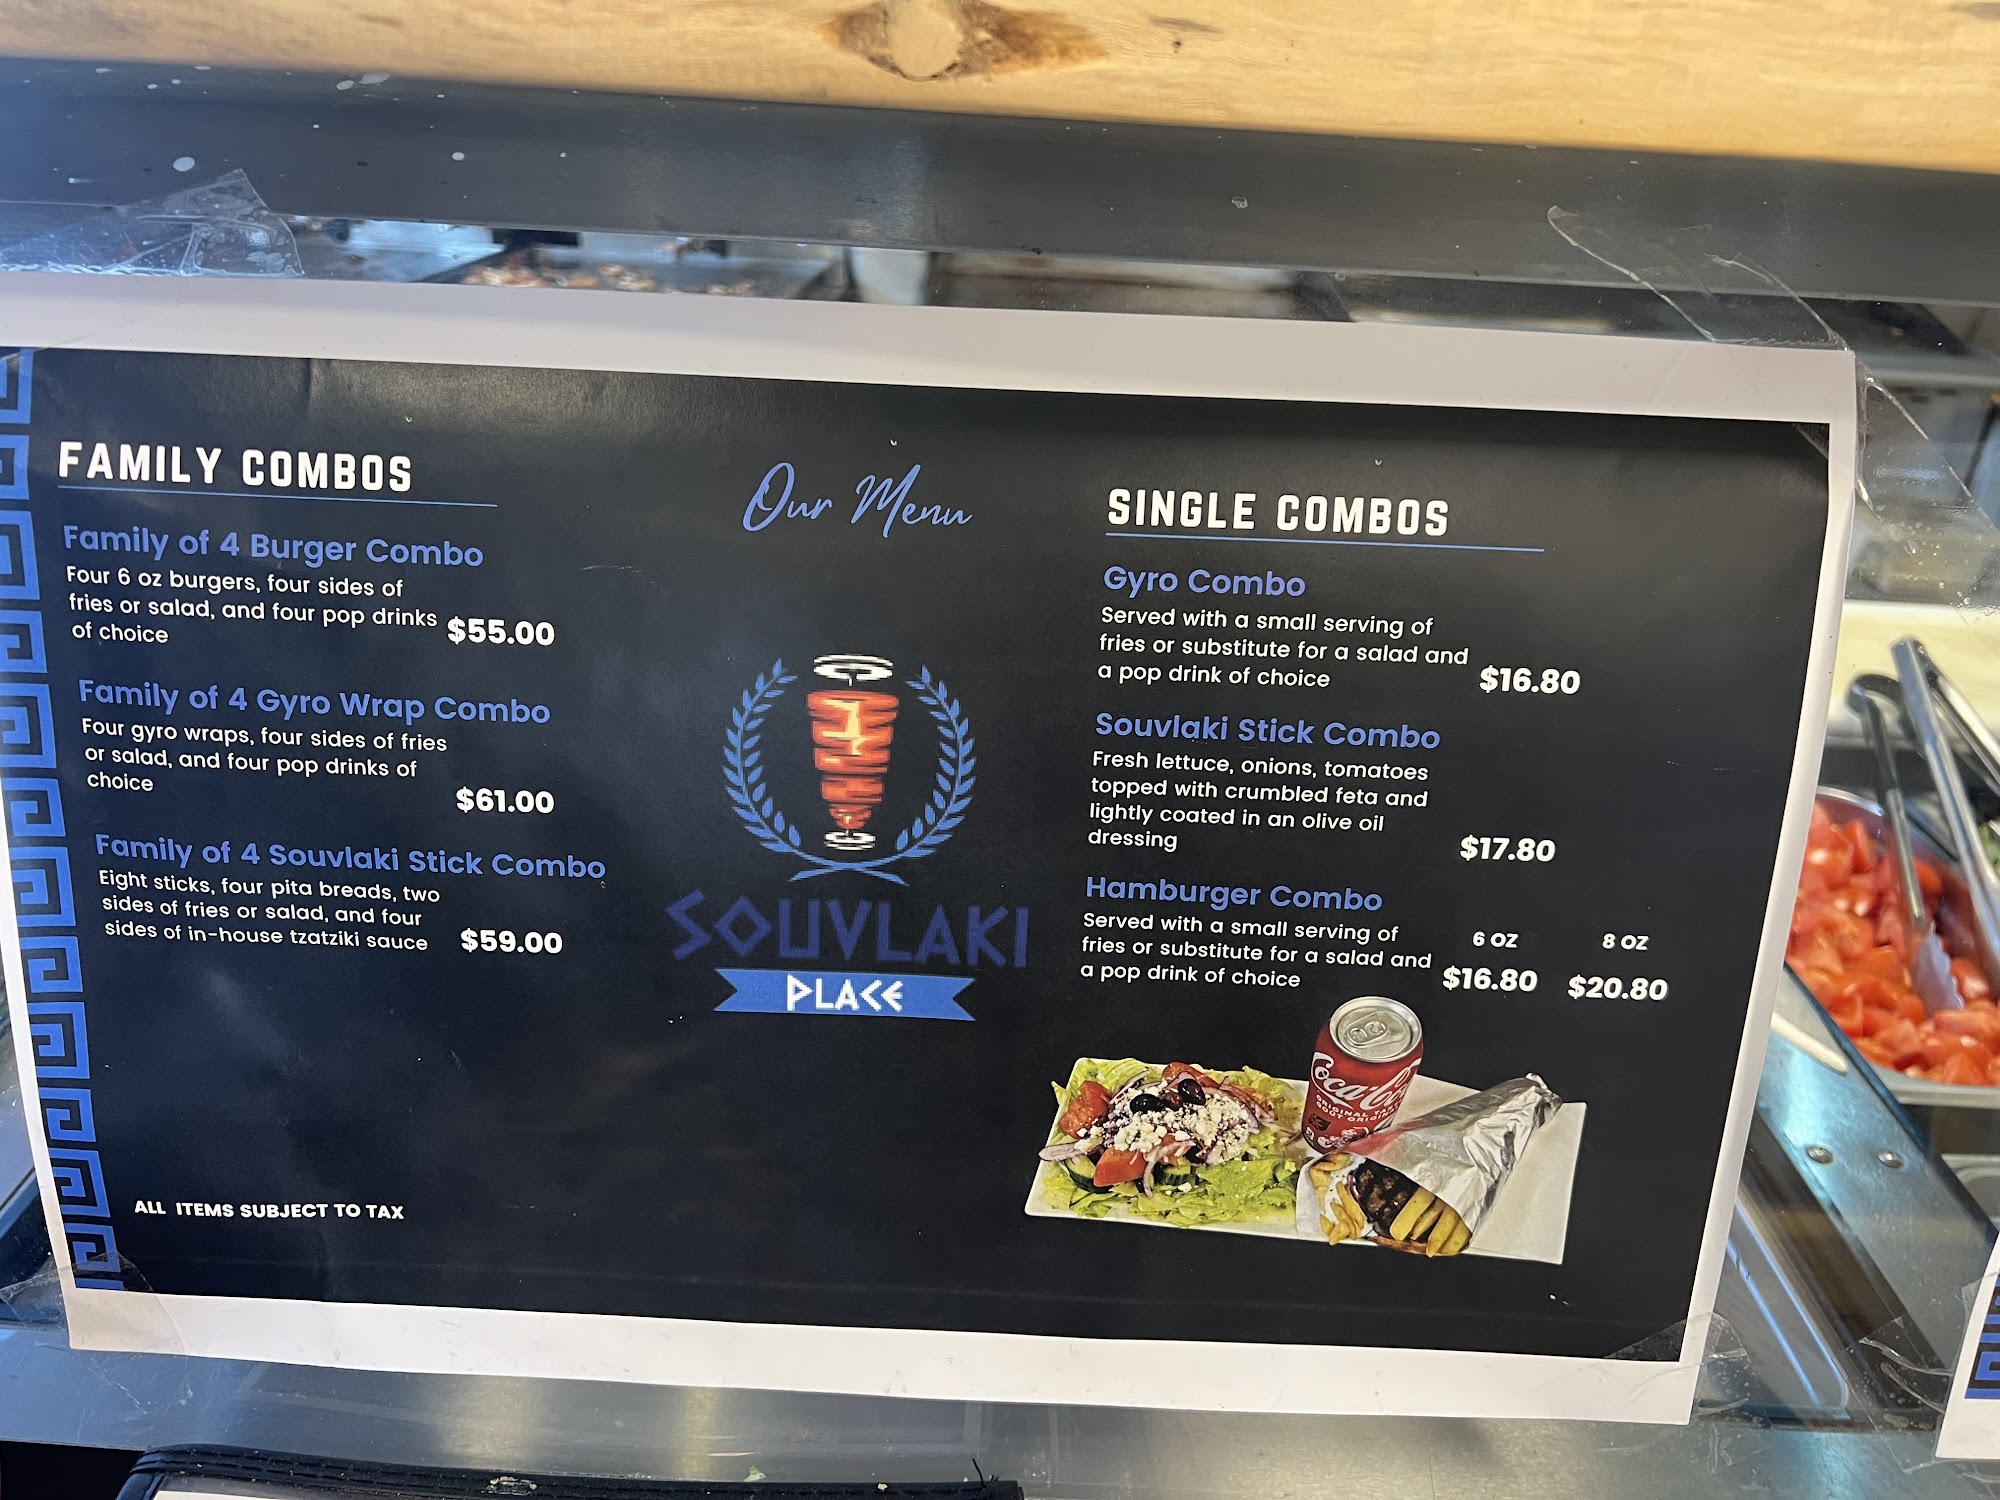 FAMILY COMBOS
Family of 4 Burger Combo
Four 6 oz burgers, four sides of
fries or salad, and four pop drinks
of choice
$55.00
Family of 4 Gyro Wrap Combo
Four gyro wraps, four sides of fries
or salad, and four pop drinks of
choice
$61.00
Family of 4 Souvlaki Stick Combo
Eight sticks, four pita breads, two
sides of fries or salad, and four
sides of in-house tzatziki sauce
$59.00
ALL ITEMS SUBJECT TO TAX
Our Menu
SOUVLAKI
PLACE
SINGLE COMBOS
Gyro Combo
Served with a small serving of
fries or substitute for a salad and
a pop drink of choice
$16.80
Souvlaki Stick Combo
Fresh lettuce, onions, tomatoes
topped with crumbled feta and
lightly coated in an olive oil
dressing
$17.80
Hamburger Combo
Served with a small serving of
fries or substitute for a salad and
a pop drink of choice
6 OZ 8 OZ
$16.80 $20.80
Coca-Co
ORIGINAL TAS